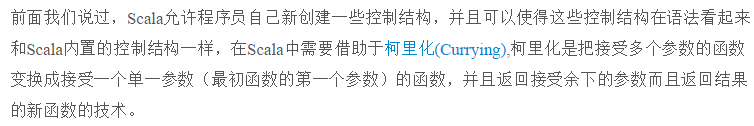 前面我们说过，Scala允许程序员自己新创建一些控制结构，并且可以使得这些控制结构在语法看起来
和Scala内置的控制结构一样，在Scala中需要借助于柯里化(Currying),柯里化是把接受多个参数的函数
变换成接受一个单一参数（最初函数的第一个参数）的函数，并且返回接受余下的参数而且返回结果
的新函数的技术。